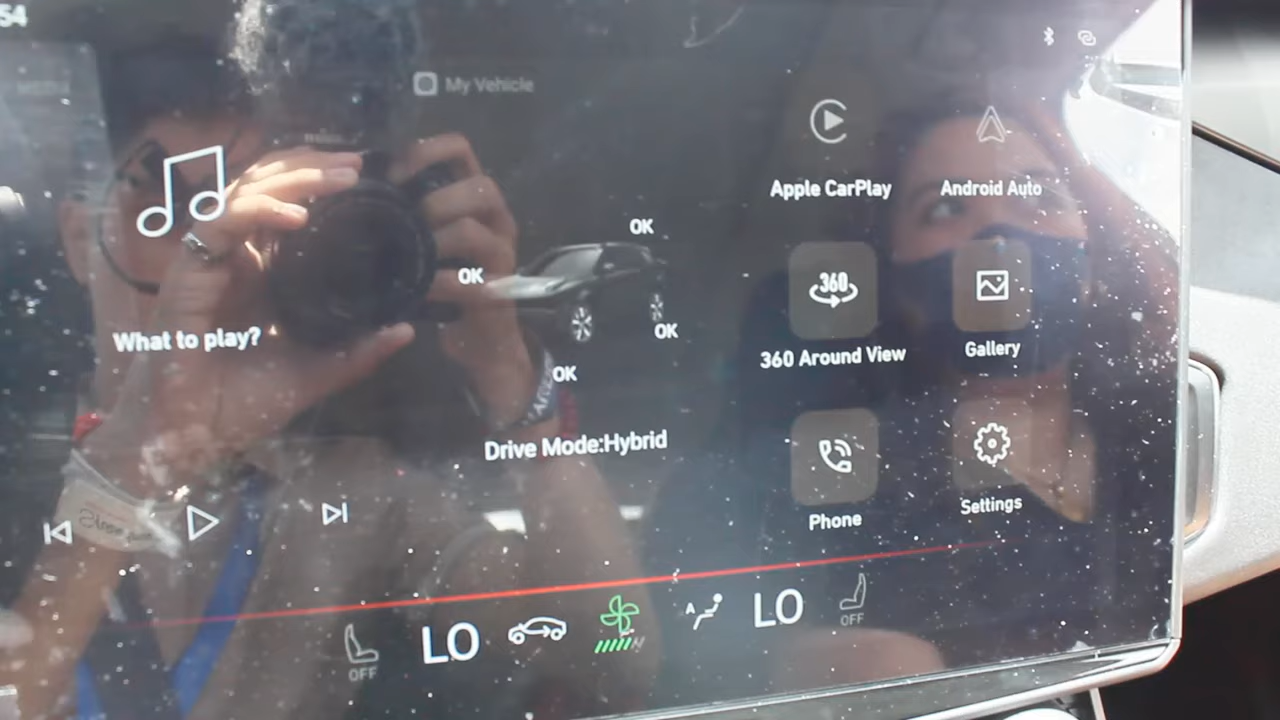 54
My Vehicle
Apple CarPlay
Android Auto
OK
OK
360
OK
What to play?
360 Around View
Gallery
OK
Drive Mode:Hybrid
Phone
Settings
A
LO
LO
OFF
OFF